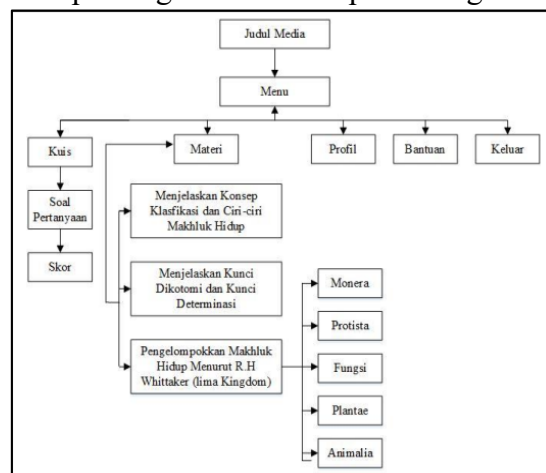 Judul Media
Menu
Kuis
Materi
Profil
Bantuan
Keluar
Soal
Pertanyaan
Skor
Menjelaskan Konsep
Klasfikasi dan Ciri-ciri
Makhluk Hidup
Menjelaskan Kunci
Dikotomi dan Kunci
Determinasi
Pengelompokkan Makhluk
Hidup Menurut R.H
Whittaker (lima Kingdom)
Monera
Protista
Fungsi
Plantae
Animalia